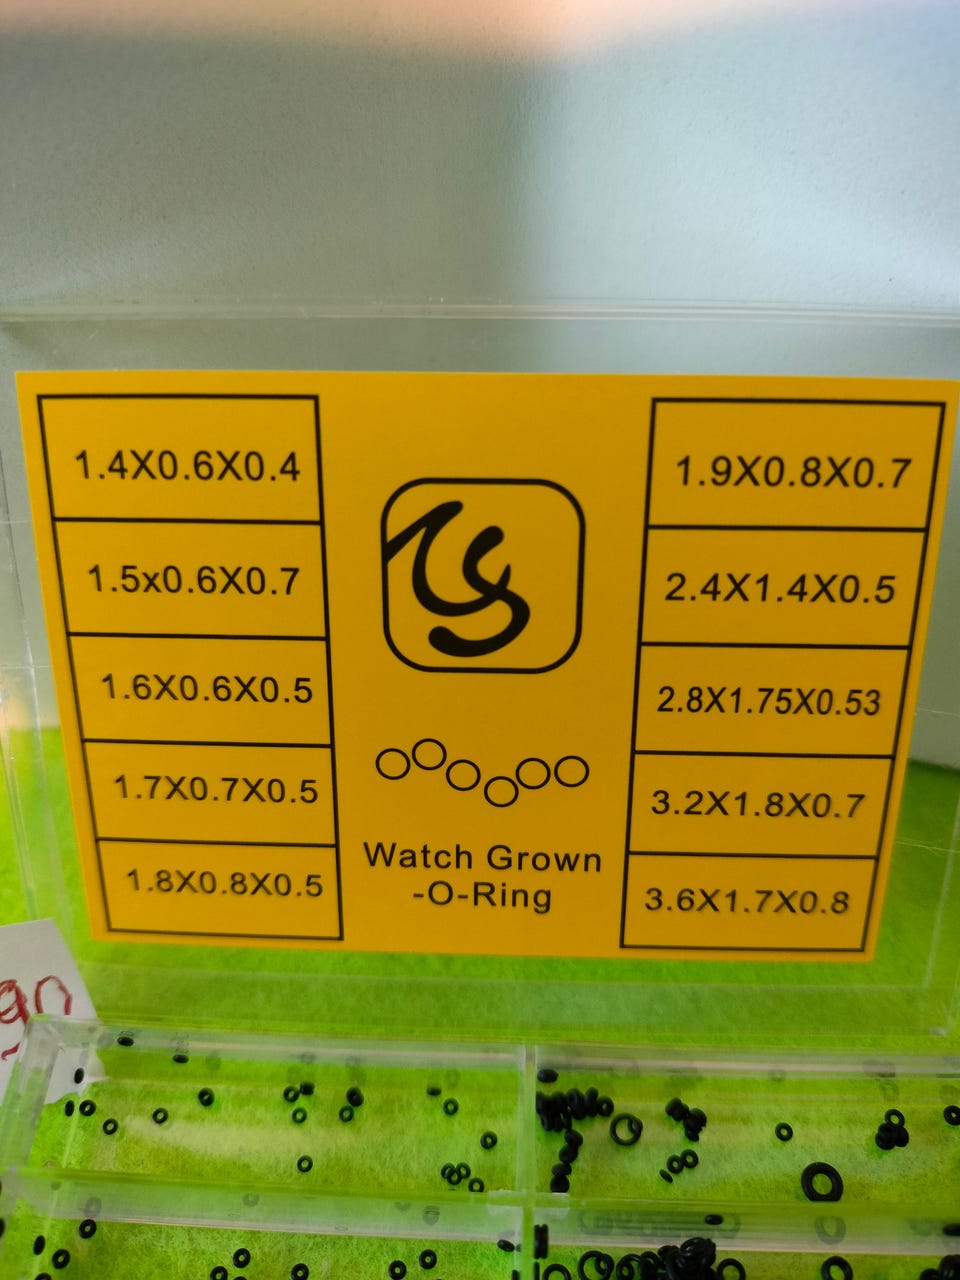 1.4X0.6X0.4
1.5x0.6X0.7
1.6X0.6X0.5
1.7X0.7X0.5
1.8X0.8X0.5
Watch Grown
-O-Ring
1.9X0.8X0.7
2.4X1.4X0.5
2.8X1.75X0.53
3.2X1.8X0.7
3.6X1.7X0.8
90